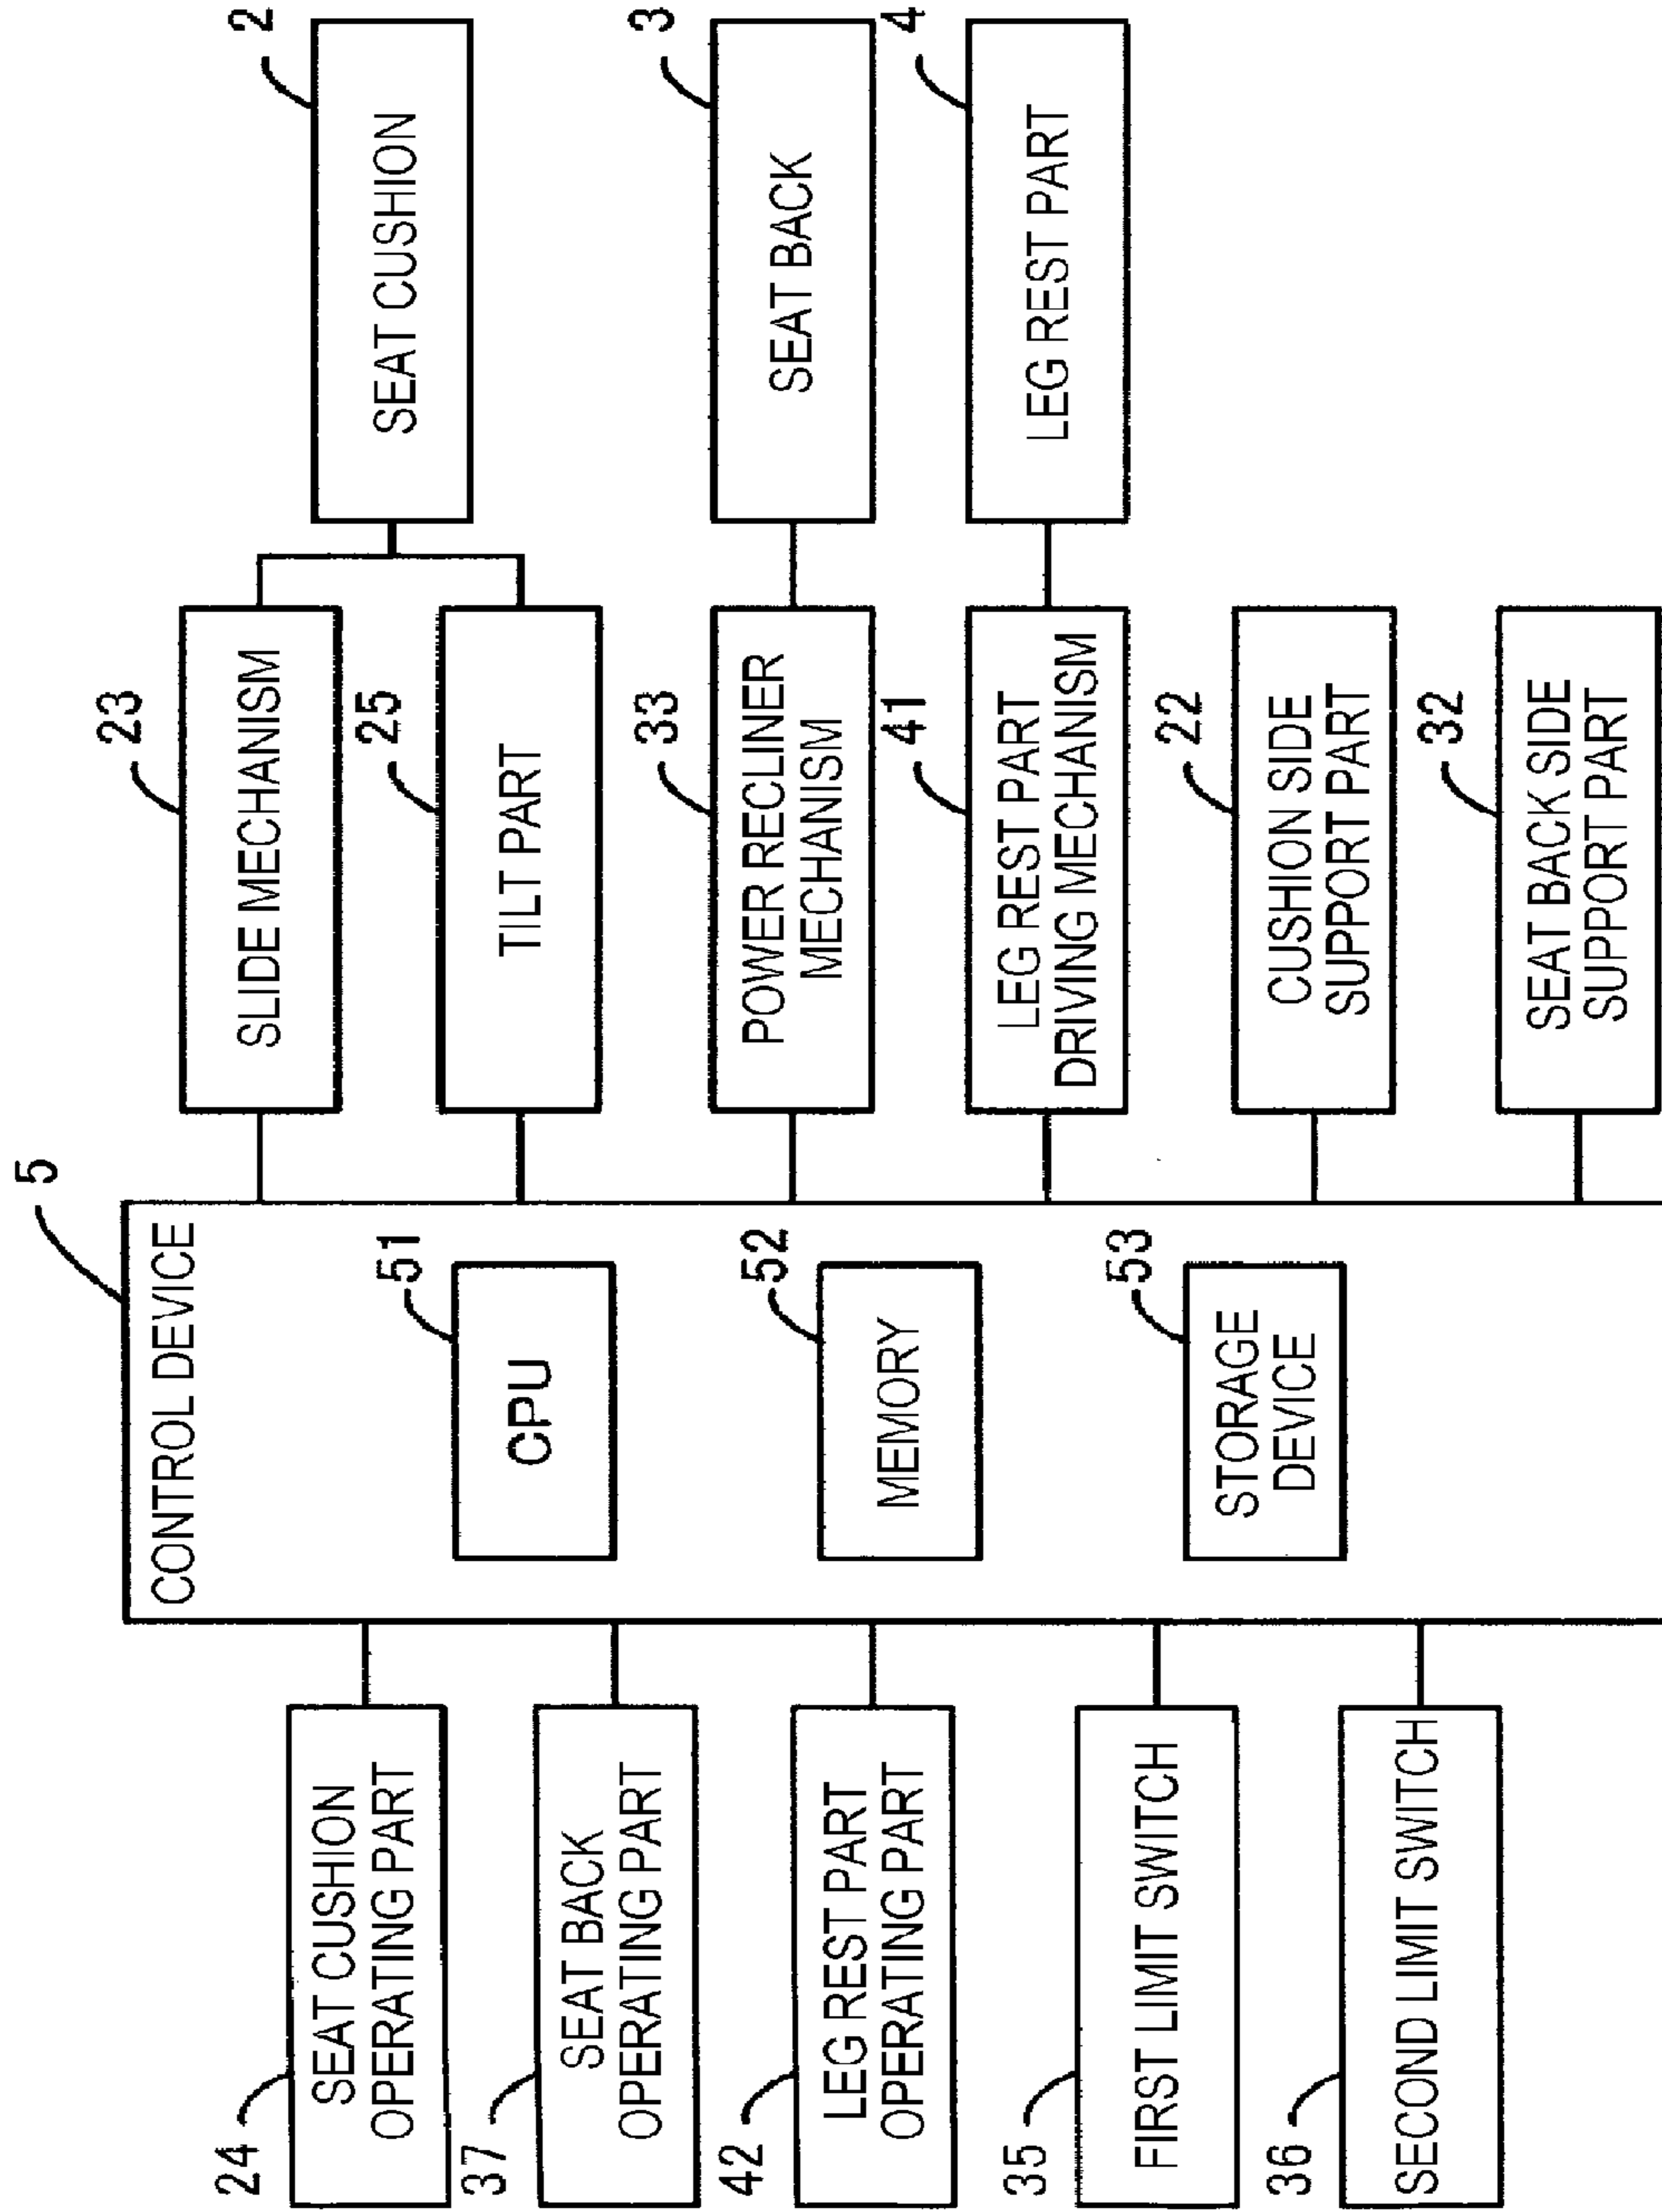 5
CONTROL DEVICE
24
SEAT CUSHION
OPERATING PART
37
SEAT BACK
OPERATING PART
42
LEG REST PART
OPERATING PART
35
FIRST LIMIT SWITCH
36
SECOND LIMIT SWITCH
51
CPU
52
MEMORY
53
STORAGE
DEVICE
23
SLIDE MECHANISM
25
TILT PART
33
POWER RECLINER
MECHANISM
41
LEG REST PART
DRIVING MECHANISM
22
CUSHION SIDE
SUPPORT PART
32
SEAT BACK SIDE
SUPPORT PART
2
SEAT CUSHION
3
SEAT BACK
4
LEG REST PART